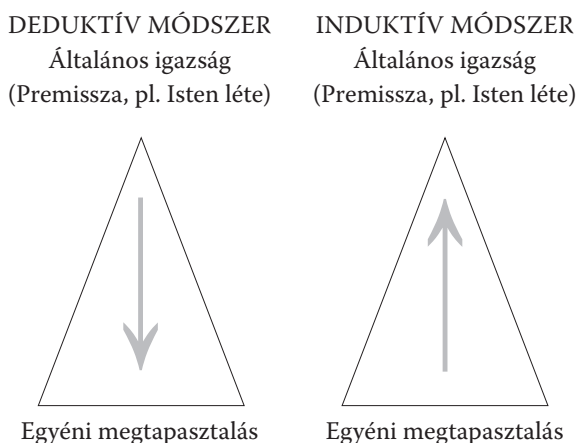 DEDUKTÍV MÓDSZER
Általános igazság
(Premissza, pl. Isten léte)
Egyéni megtapasztalás
INDUKTÍV MÓDSZER
Általános igazság
(Premissza, pl. Isten léte)
Egyéni megtapasztalás